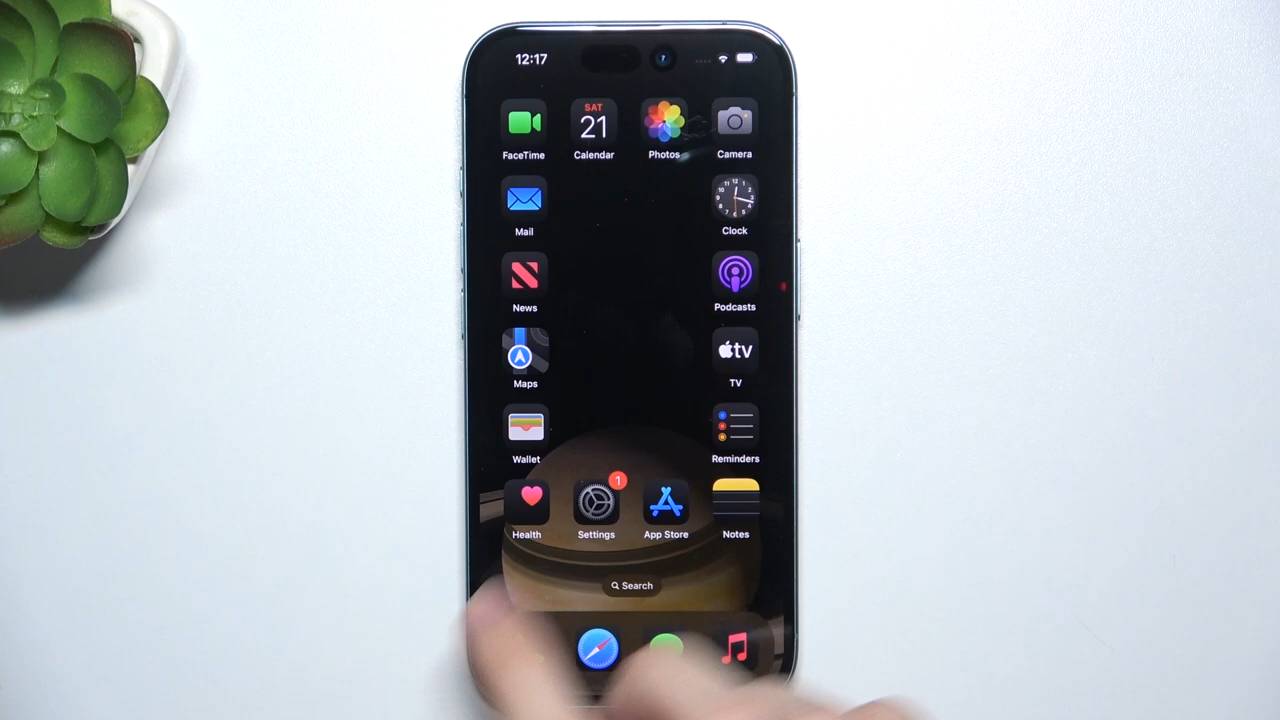 12:17
SAT
21
FaceTime
Calendar
Photos
Camera
Mail
Clock
News
Podcasts
tv
Maps
TV
Wallet
Reminders
1
Health
Settings
App Store
Notes
Search